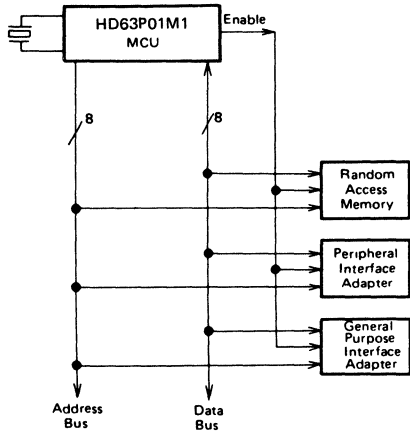 HD63P01M1
MCU
Enable
8
8
Random
Access
Memory
Peripheral
Interface
Adapter
General
Purpose
Interface
Adapter
Address
Bus
Data
Bus